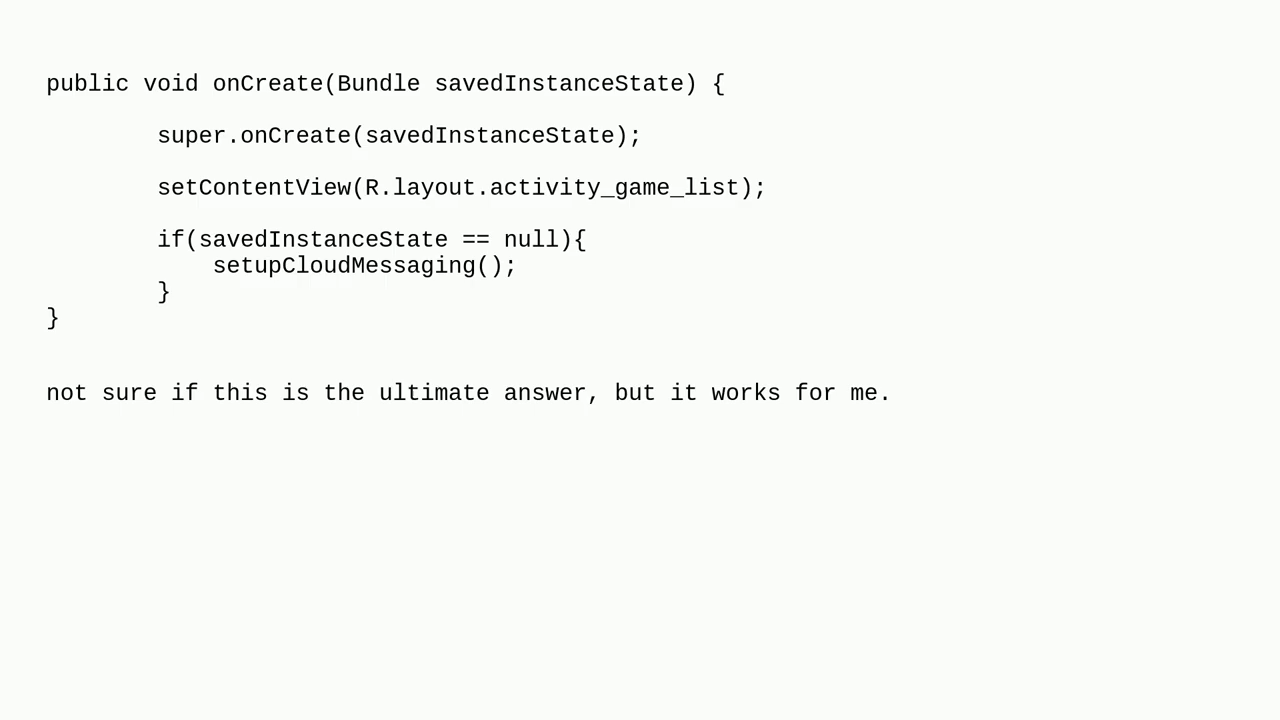 public void onCreate(Bundle savedInstanceState) {
super.onCreate(savedInstanceState);
setContentView(R.layout.activity_game_list);
if(savedInstanceState == null){
setupCloudMessaging();
}
}
not sure if this is the ultimate answer, but it works for me.